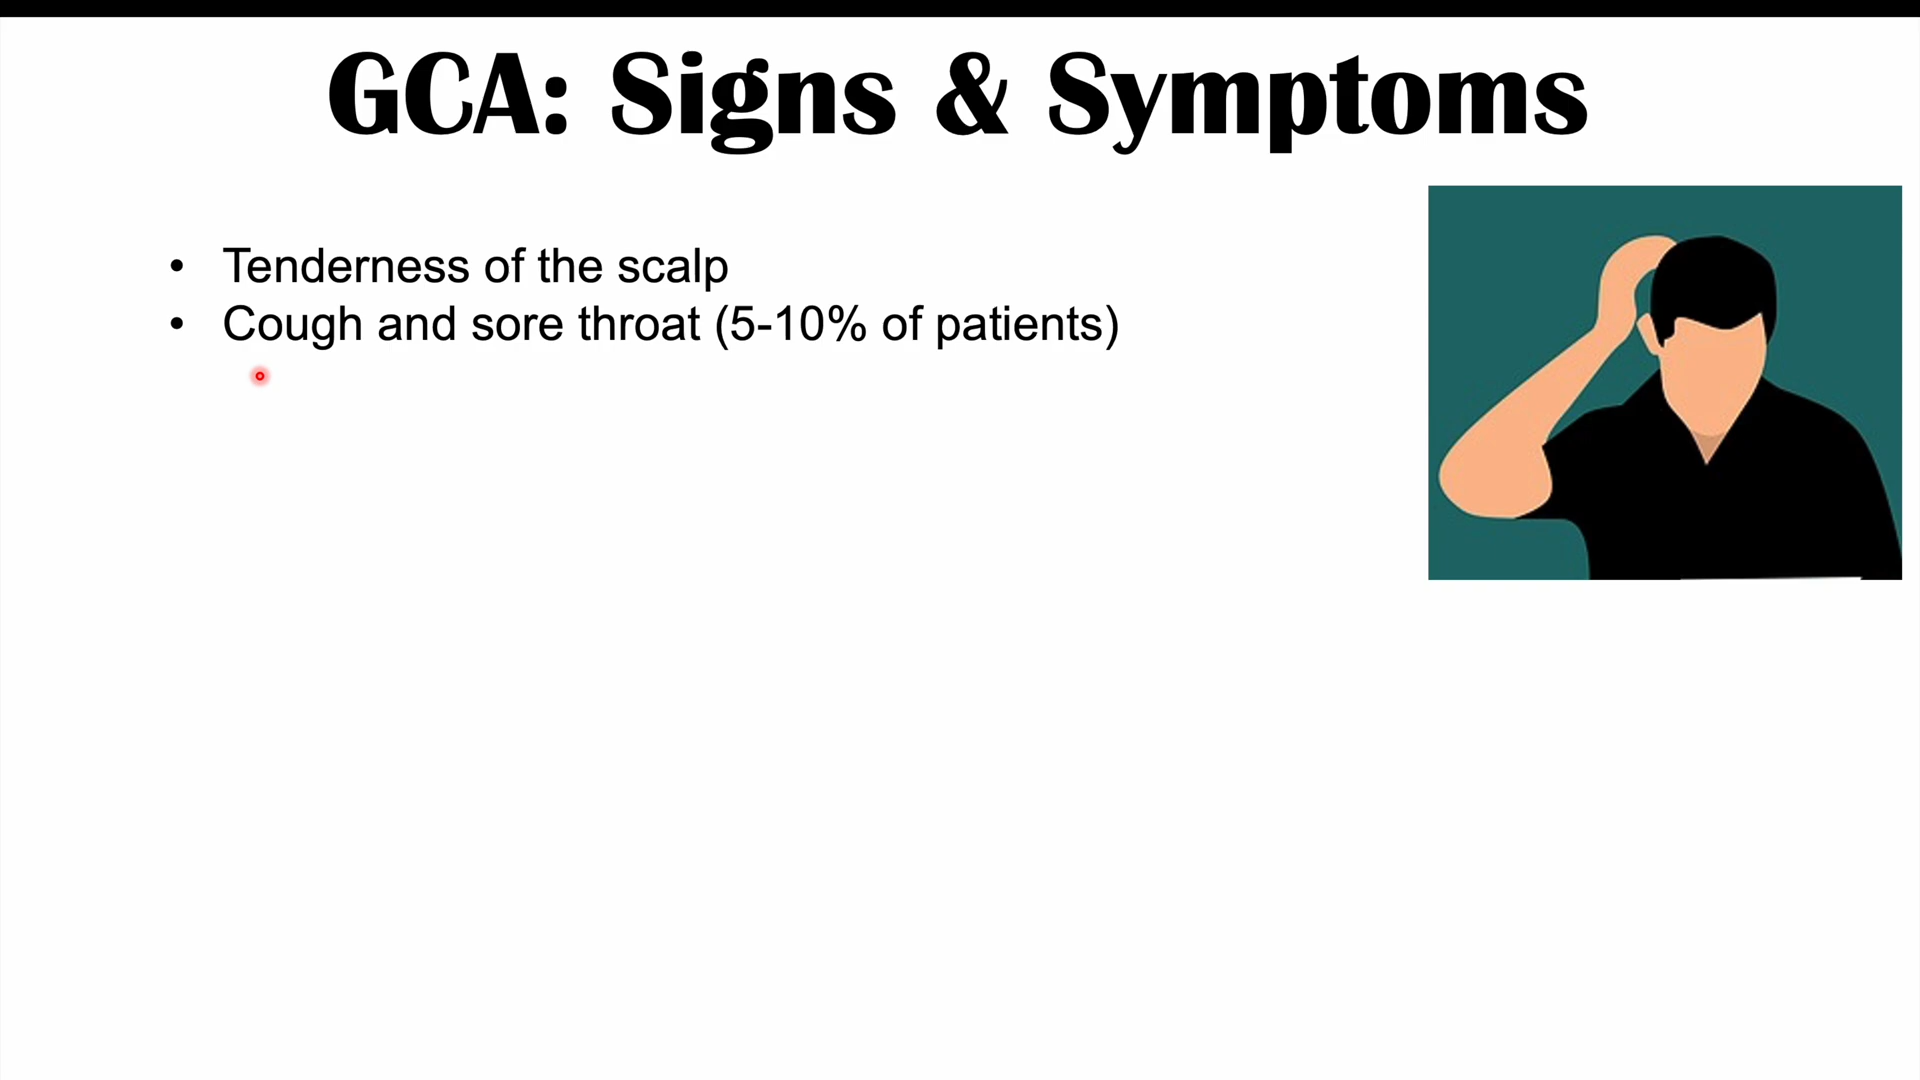 GCA: Signs & Symptoms
• Tenderness of the scalp
• Cough and sore throat (5-10% of patients)